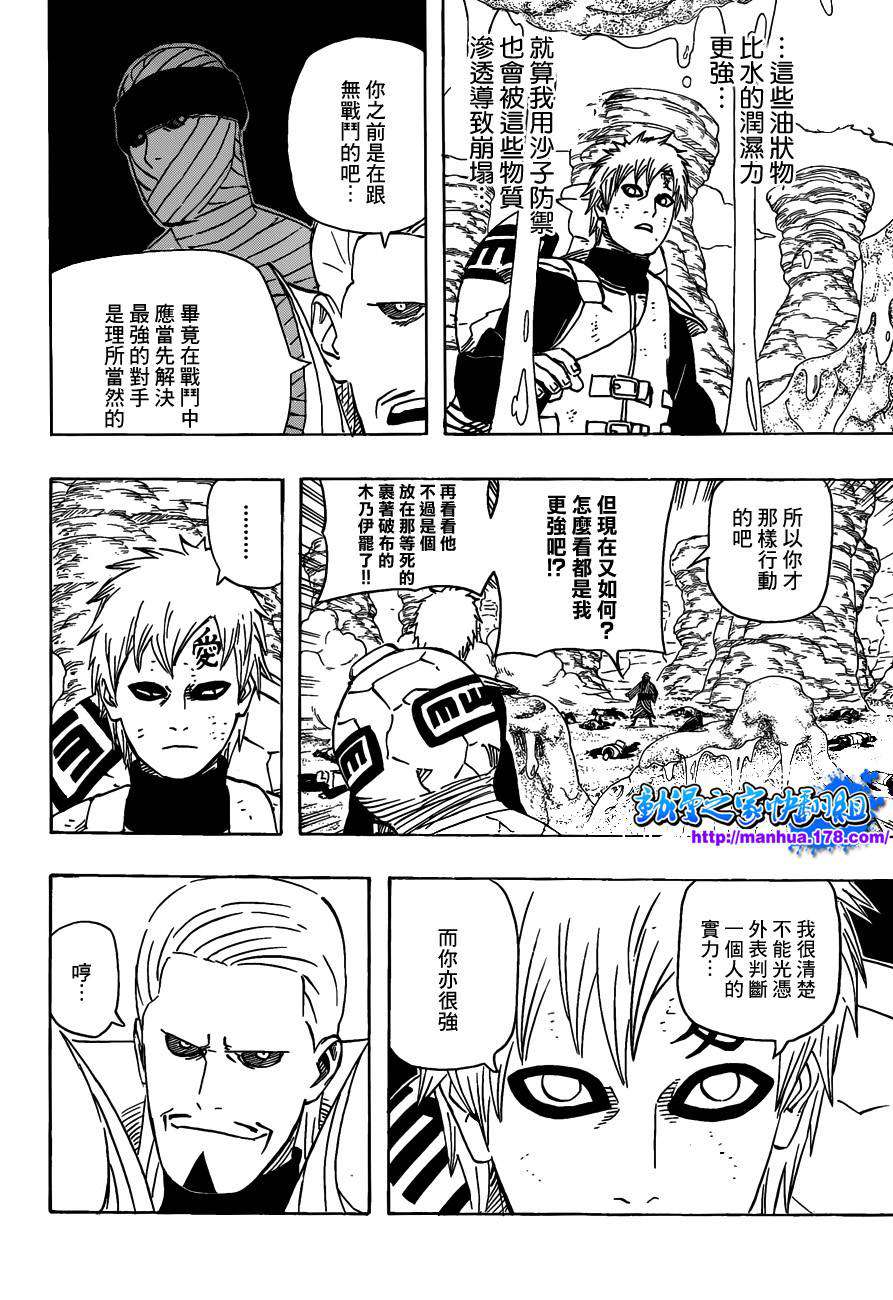 …這些油狀物
比水的潤濕力
更強…
就算我用沙子防禦
也會被這些物質
滲透導致崩塌…
你之前是在跟
無戰鬥的吧…
畢竟在戰鬥中
應當先解決
最強的對手
是理所當然的
所以你才
那樣行動
的吧
但現在又如何?
怎麼看都是我
更強吧!?
再看看他
不過是個
放在那等死的
裹著破布的
木乃伊罷了!!
………
愛
動漫之家快翻組
http://manhua.178.com/
我很清楚
不能光憑
外表判斷
一個人的
實力…
而你亦很強
哼…